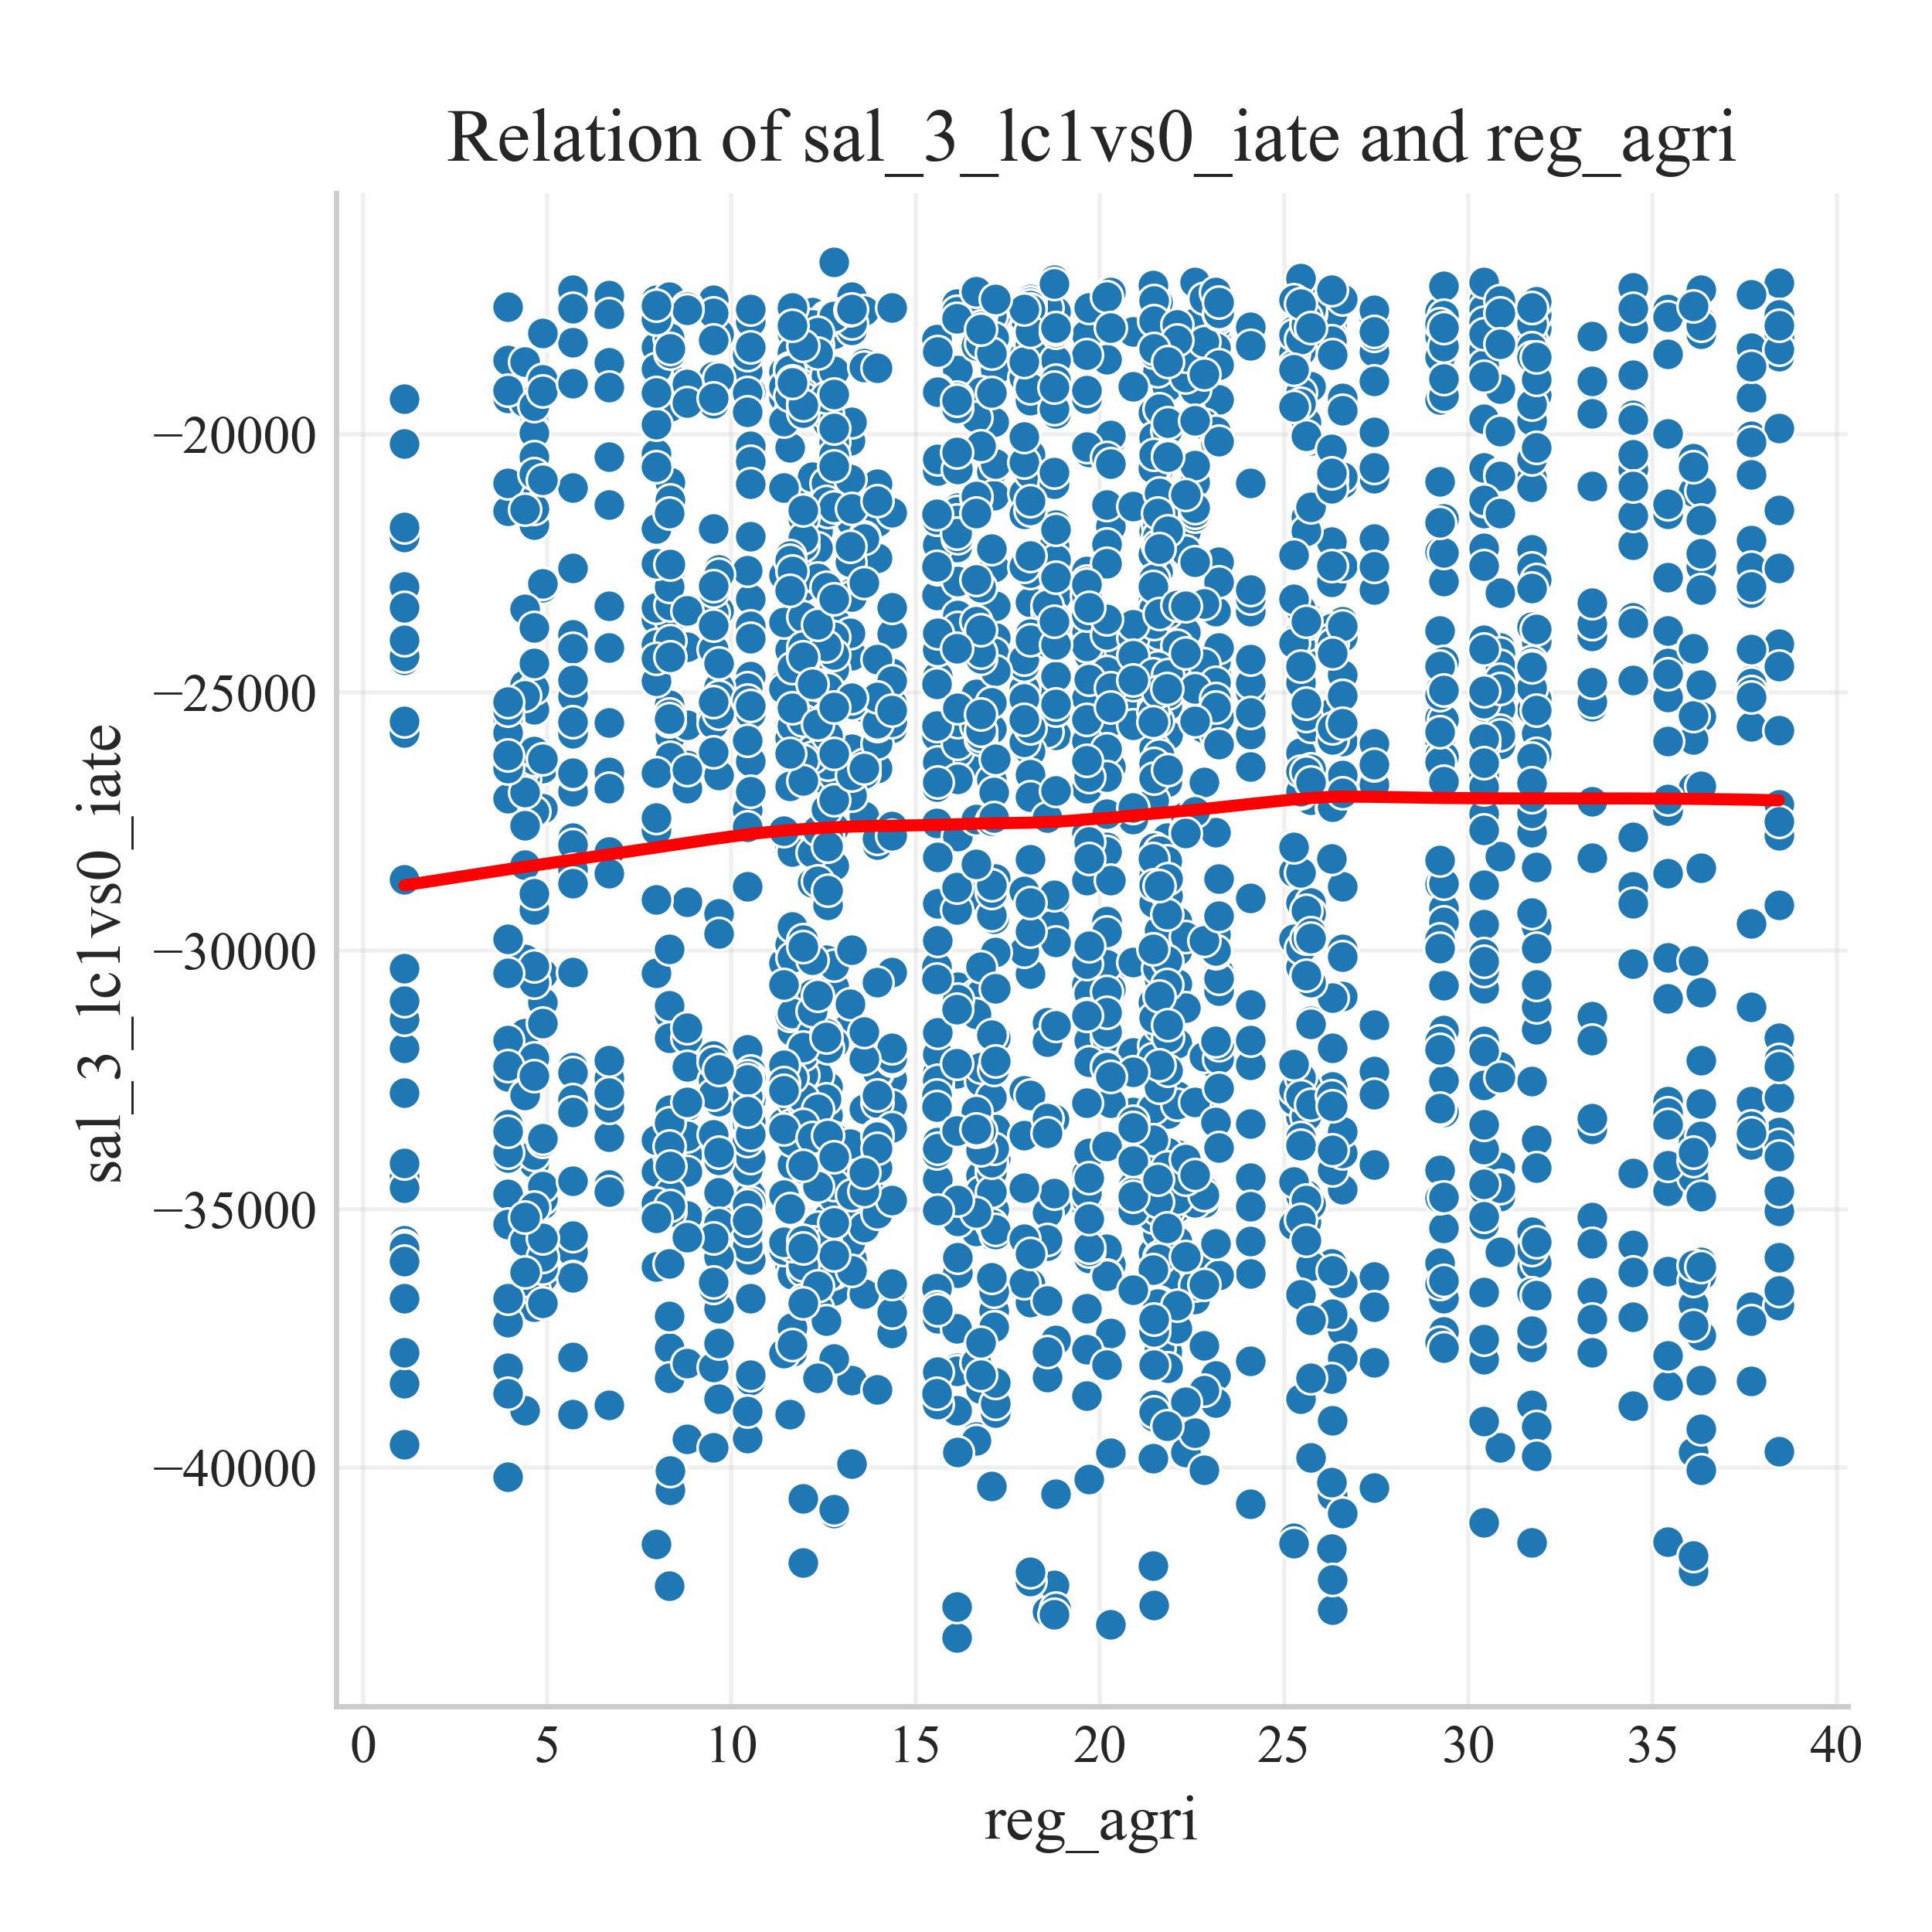 Relation of sal_3_lc1vs0_iate and reg_agri
sal_3_lc1vs0_iate
−20000
−25000
−30000
−35000
−40000
0 5 10 15 20 25 30 35 40
reg_agri